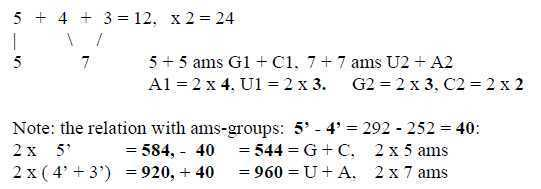 5 + 4 + 3 = 12, x 2 = 24
| \ /
5 7 5 + 5 ams G1 + C1, 7 + 7 ams U2 + A2
A1 = 2 x 4, U1 = 2 x 3. G2 = 2 x 3, C2 = 2 x 2
Note: the relation with ams-groups: 5’ - 4’ = 292 - 252 = 40:
2 x 5’ = 584, - 40 = 544 = G + C, 2 x 5 ams
2 x ( 4’ + 3’) = 920, + 40 = 960 = U + A, 2 x 7 ams